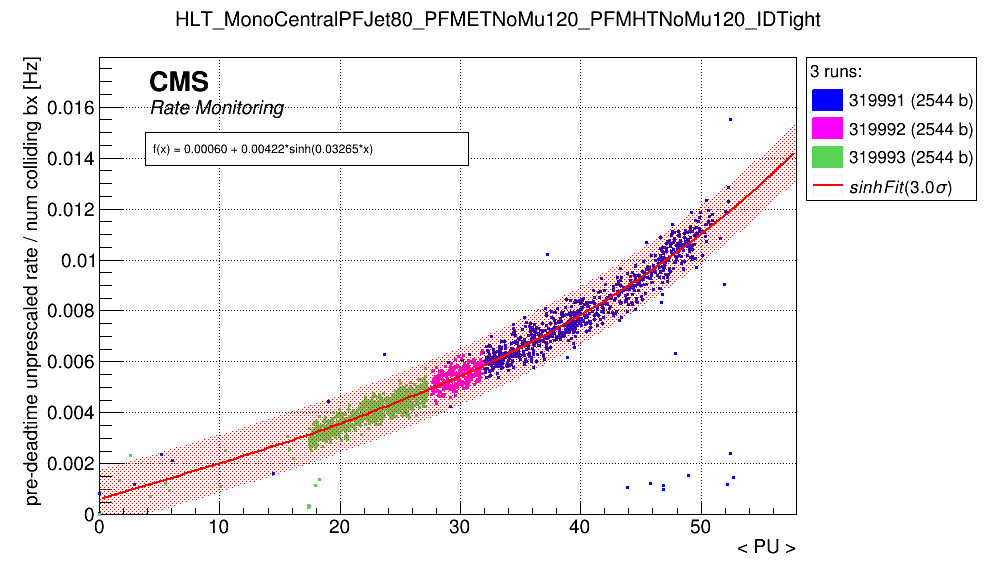 HLT_MonoCentralPFJet80_PFMETNoMu120_PFMHTNoMu120_IDTight
pre-deadtime unprescaled rate / num colliding bx [Hz]
CMS
Rate Monitoring
f(x) = 0.00060 + 0.00422*sinh(0.03265*x)
0.016
0.014
0.012
0.01
0.008
0.006
0.004
0.002
0
0 10 20 30 40 50
< PU >
3 runs:
319991 (2544 b)
319992 (2544 b)
319993 (2544 b)
sinhFit(3.0σ)